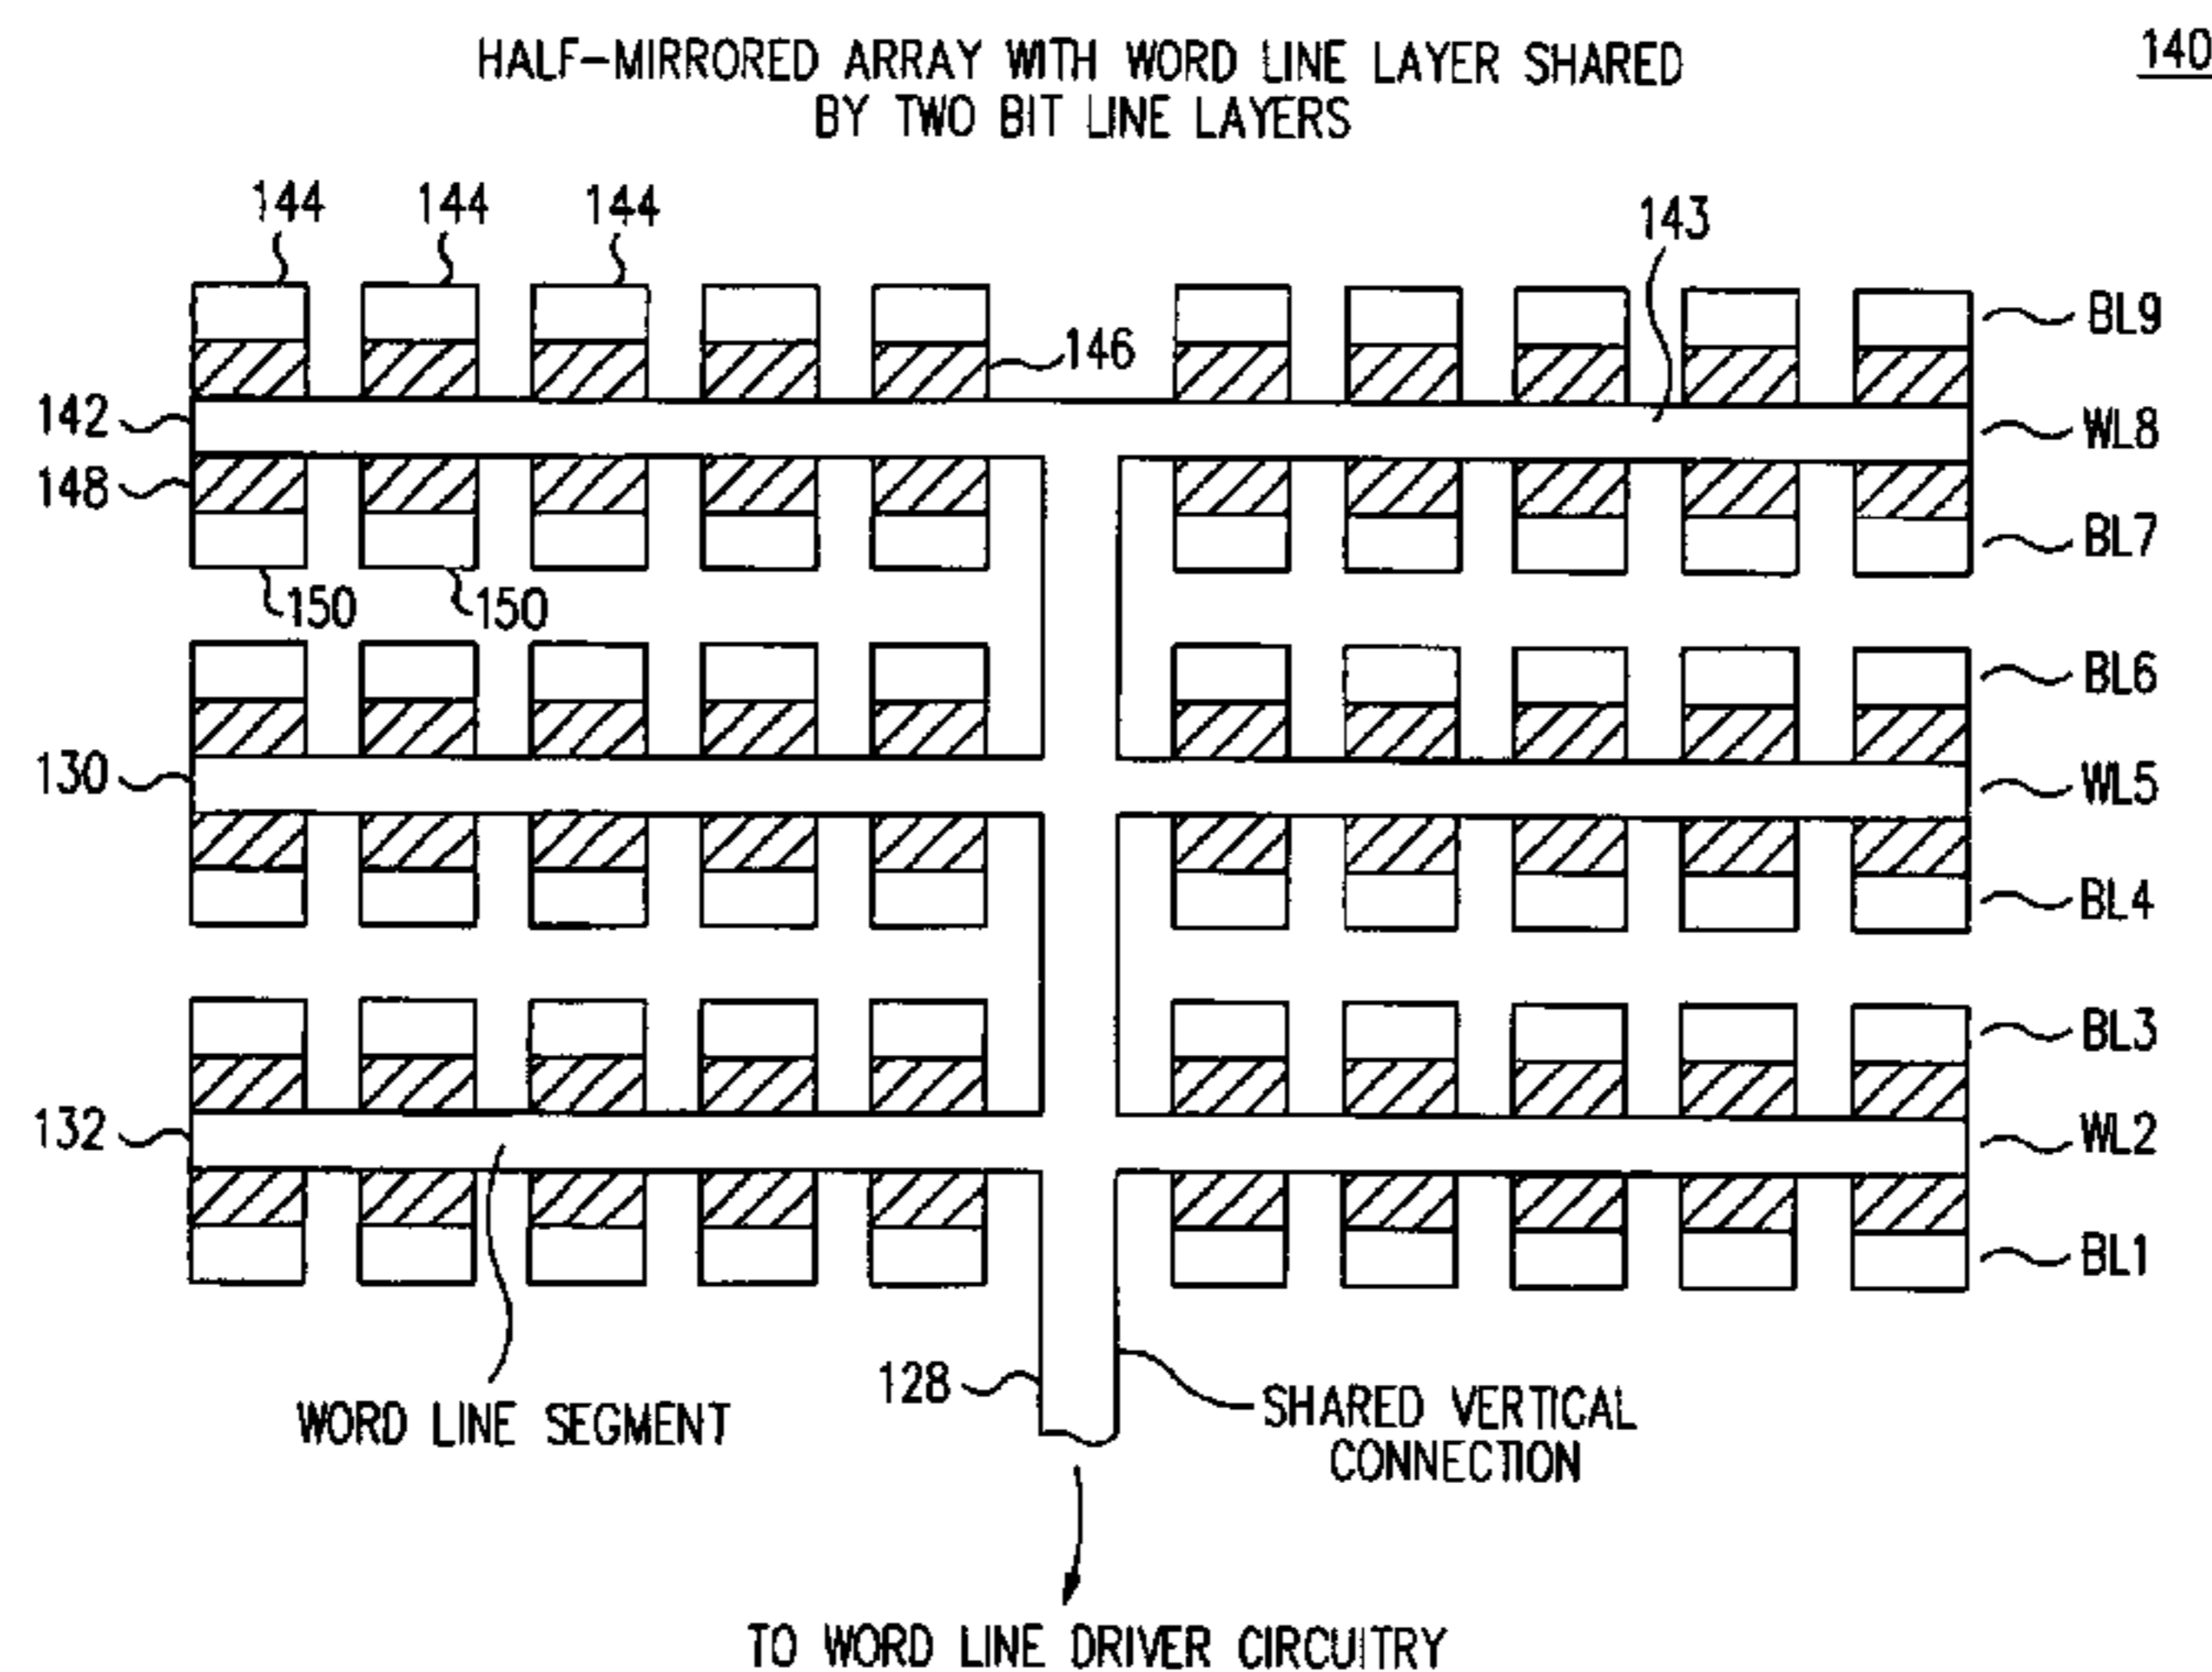 HALF-MIRRORED ARRAY WITH WORD LINE LAYER SHARED
BY TWO BIT LINE LAYERS
140
144
144
144
143
BL9
146
142
WL8
148
BL7
150
150
BL6
130
WL5
BL4
BL3
132
WL2
BL1
128
WORD LINE SEGMENT
SHARED VERTICAL
CONNECTION
TO WORD LINE DRIVER CIRCUITRY